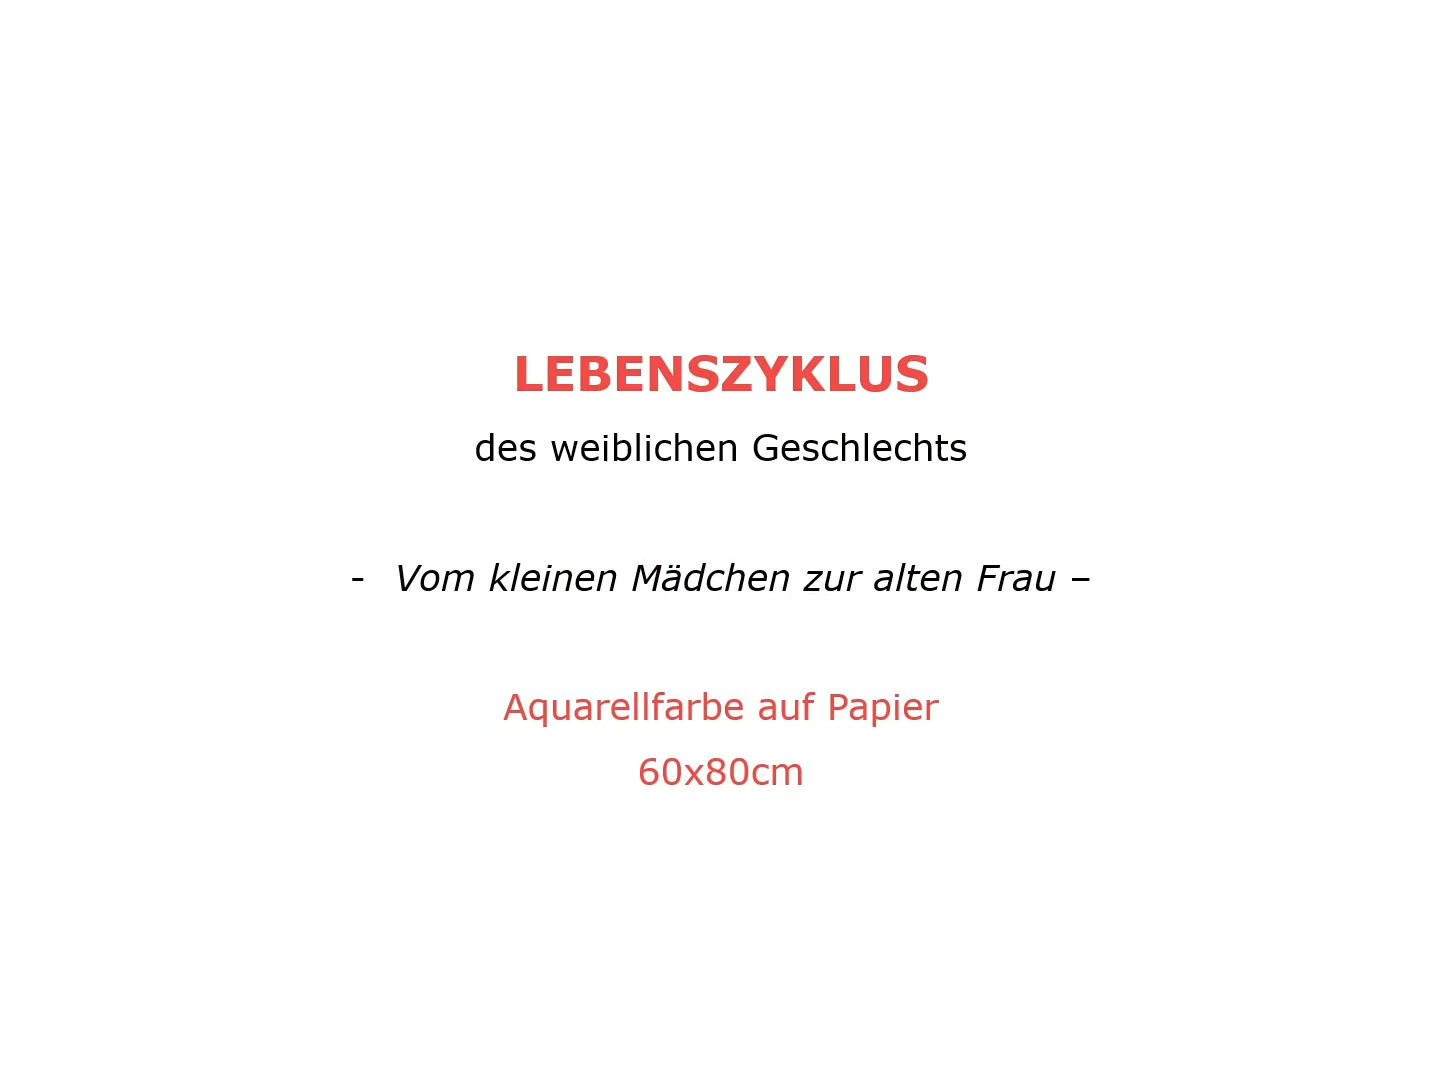 LEBENSZYKLUS
des weiblichen Geschlechts
- Vom kleinen Mädchen zur alten Frau –
Aquarellfarbe auf Papier
60x80cm